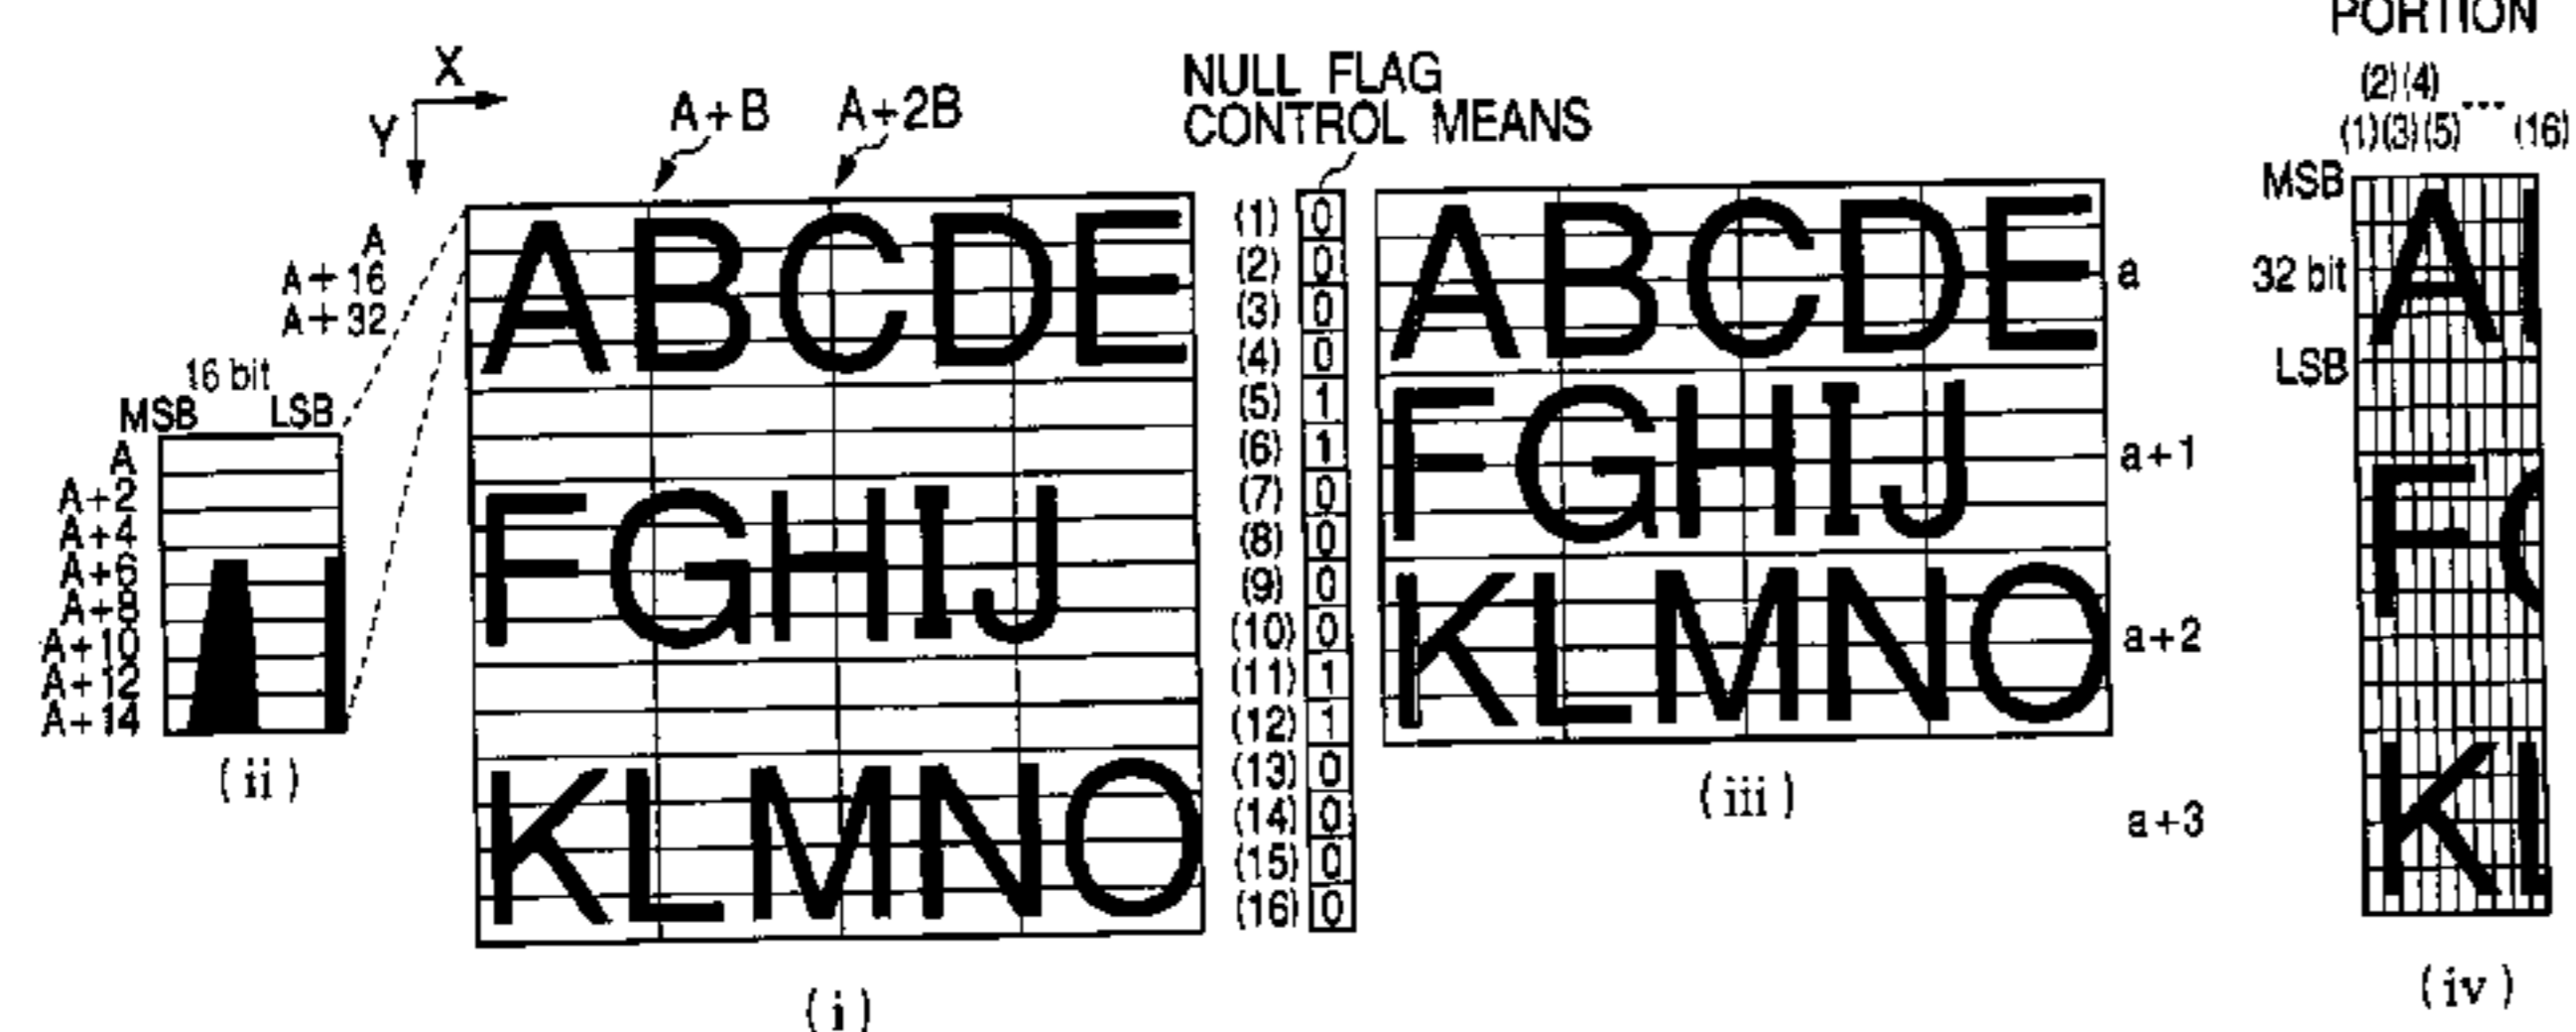 X
Y
A+B
A+2B
A
A+16
A+32
16 bit
MSB LSB
A
A+2
A+4
A+6
A+8
A+10
A+12
A+14
(ii)
ABCDE
FGHIJ
KLMNO
(i)
NULL FLAG
CONTROL MEANS
(1) 0
(2) 0
(3) 0
(4) 0
(5) 1
(6) 1
(7) 0
(8) 0
(9) 0
(10) 0
(11) 1
(12) 1
(13) 0
(14) 0
(15) 0
(16) 0
ABCDE
FGHIJ
KLMNO
(iii)
a
a+1
a+2
a+3
PORTION
(2)(4)
(1)(3)(5) ... (16)
MSB
32 bit
LSB
A
F
K
(iv)